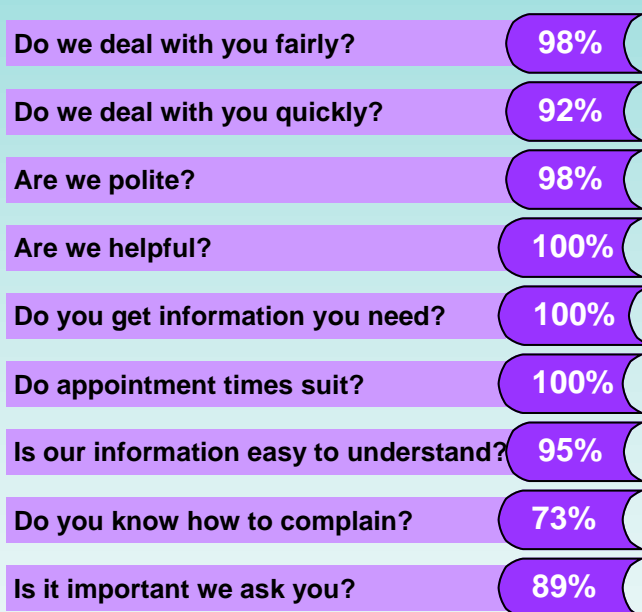 Do we deal with you fairly? 98%
Do we deal with you quickly? 92%
Are we polite? 98%
Are we helpful? 100%
Do you get information you need? 100%
Do appointment times suit? 100%
Is our information easy to understand? 95%
Do you know how to complain? 73%
Is it important we ask you? 89%